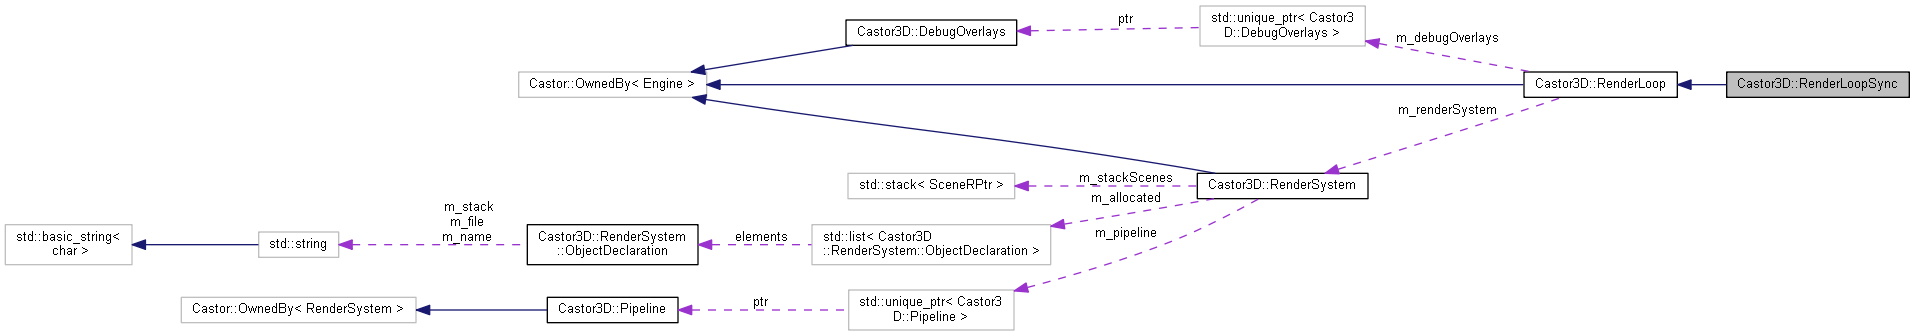 std::unique_ptr< Castor3
D::DebugOverlays >
ptr
Castor3D::DebugOverlays
m_debugOverlays
Castor::OwnedBy< Engine >
Castor3D::RenderLoop
Castor3D::RenderLoopSync
m_renderSystem
std::stack< SceneRPtr >
m_stackScenes
Castor3D::RenderSystem
m_allocated
m_stack
m_file
m_name
std::basic_string<
char >
std::string
Castor3D::RenderSystem
::ObjectDeclaration
elements
std::list< Castor3D
::RenderSystem::ObjectDeclaration >
m_pipeline
Castor::OwnedBy< RenderSystem >
Castor3D::Pipeline
ptr
std::unique_ptr< Castor3
D::Pipeline >